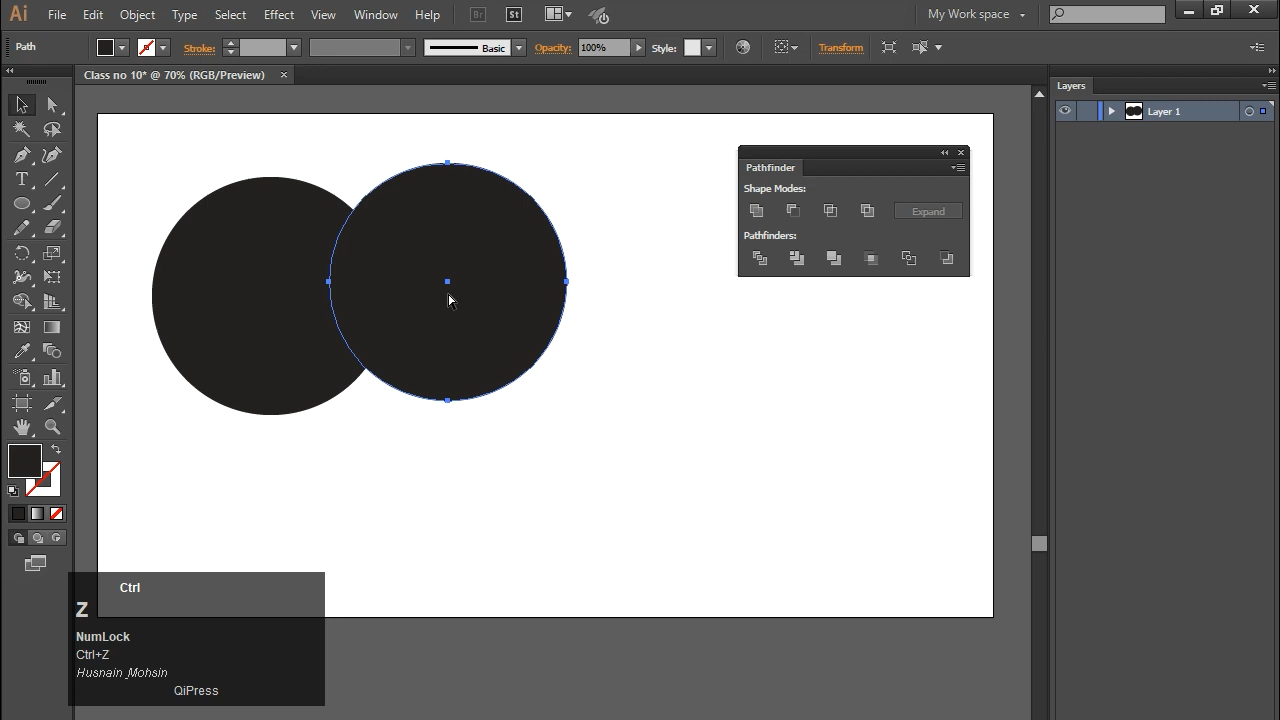 Ai File Edit Object Type Select Effect View Window Help Br St My Work space
Path Stroke: Basic Opacity: 100% Style: Transform
Class no 10* @ 70% (RGB/Preview) ×
Layers
Layer 1
Pathfinder
Shape Modes:
Expand
Pathfinders:
T
Ctrl
Z
NumLock
Ctrl+Z
Husnain_Mohsin
QiPress